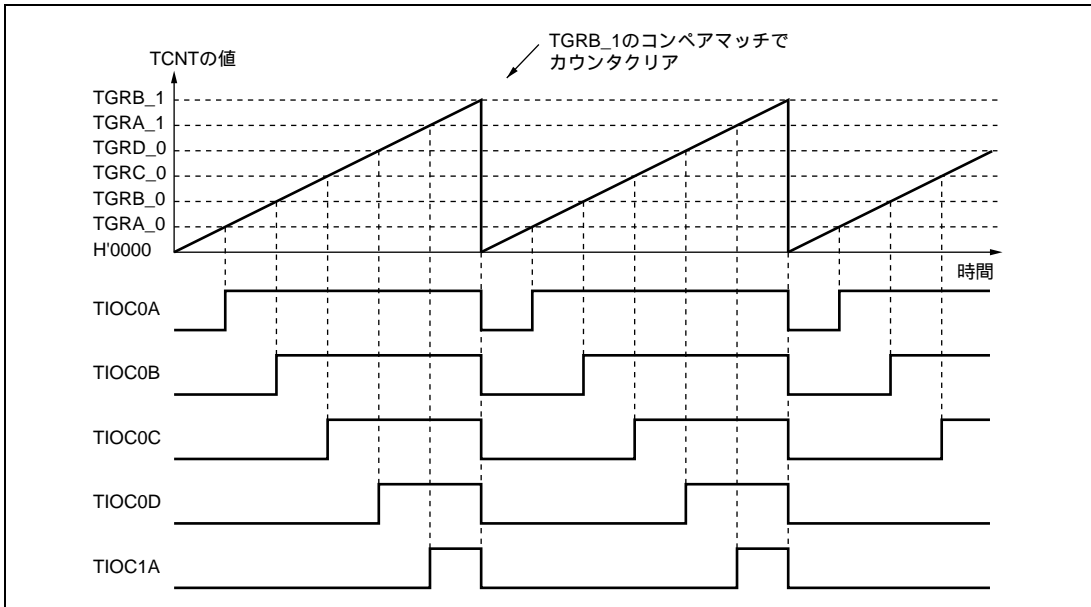 TGRB_1のコンペアマッチで
カウンタクリア
TCNTの値
TGRB_1
TGRA_1
TGRD_0
TGRC_0
TGRB_0
TGRA_0
H'0000
時間
TIOC0A
TIOC0B
TIOC0C
TIOC0D
TIOC1A